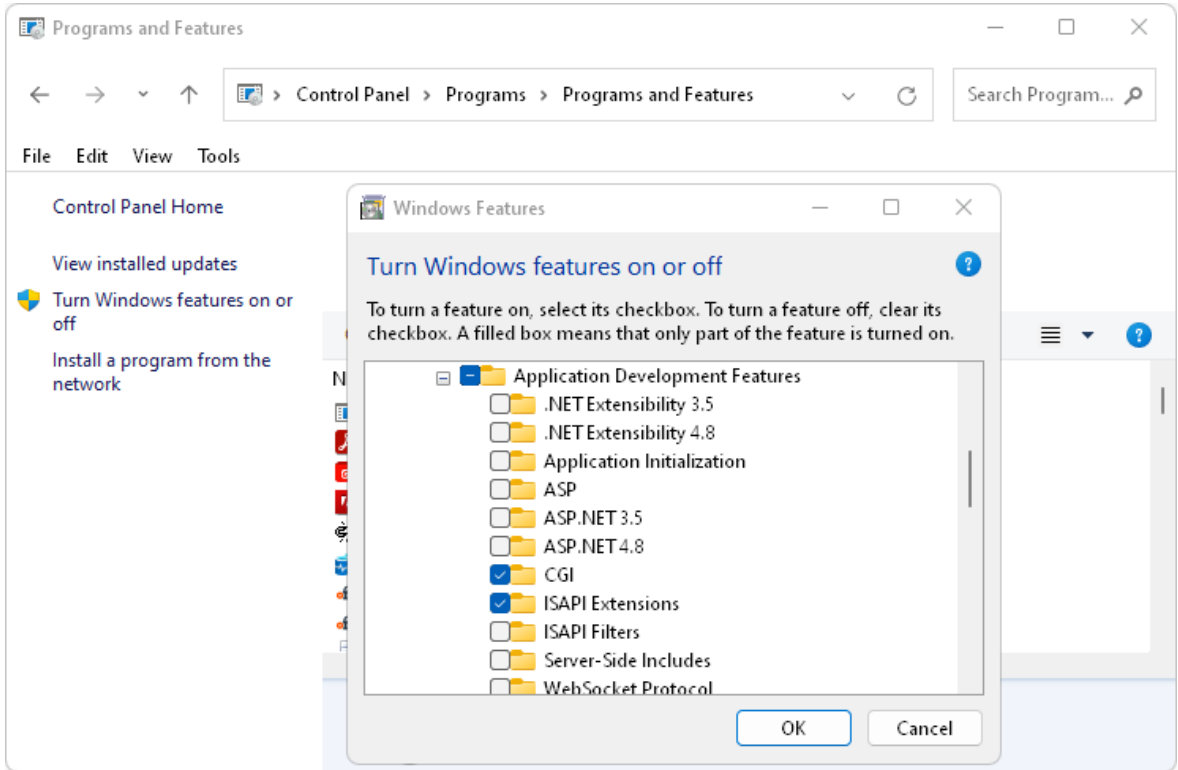 Programs and Features
Control Panel > Programs > Programs and Features
Search Program...
File Edit View Tools
Control Panel Home
View installed updates
Turn Windows features on or
off
Install a program from the
network
N
Windows Features
Turn Windows features on or off
To turn a feature on, select its checkbox. To turn a feature off, clear its
checkbox. A filled box means that only part of the feature is turned on.
Application Development Features
.NET Extensibility 3.5
.NET Extensibility 4.8
Application Initialization
ASP
ASP.NET 3.5
ASP.NET 4.8
CGI
ISAPI Extensions
ISAPI Filters
Server-Side Includes
WebSocket Protocol
OK Cancel